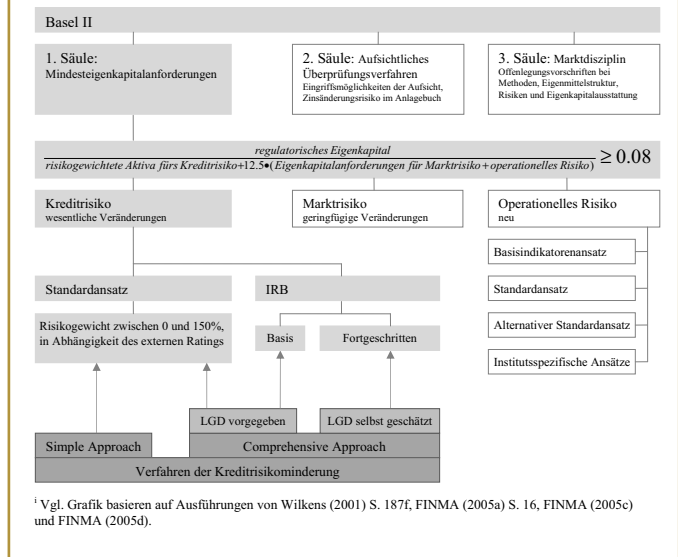 Basel II
1. Säule:
Mindesteigenkapitalanforderungen
2. Säule: Aufsichtliches
Überprüfungsverfahren
Eingriffsmöglichkeiten der Aufsicht,
Zinsänderungsrisiko im Anlagebuch
3. Säule: Marktdisziplin
Offenlegungsvorschriften bei
Methoden, Eigenmittelstruktur,
Risiken und Eigenkapitalausstattung
regulatorisches Eigenkapital
risikogewichtete Aktiva fürs Kreditrisiko+12.5•(Eigenkapitalanforderungen für Marktrisiko+operationelles Risiko)
≥ 0.08
Kreditrisiko
wesentliche Veränderungen
Marktrisiko
geringfügige Veränderungen
Operationelles Risiko
neu
Basisindikatorenansatz
Standardansatz
Alternativer Standardansatz
Institutsspezifische Ansätze
Standardansatz
IRB
Risikogewicht zwischen 0 und 150%,
in Abhängigkeit des externen Ratings
Basis
Fortgeschritten
LGD vorgegeben
LGD selbst geschätzt
Simple Approach
Comprehensive Approach
Verfahren der Kreditrisikominderung
i Vgl. Grafik basieren auf Ausführungen von Wilkens (2001) S. 187f, FINMA (2005a) S. 16, FINMA (2005c)
und FINMA (2005d).